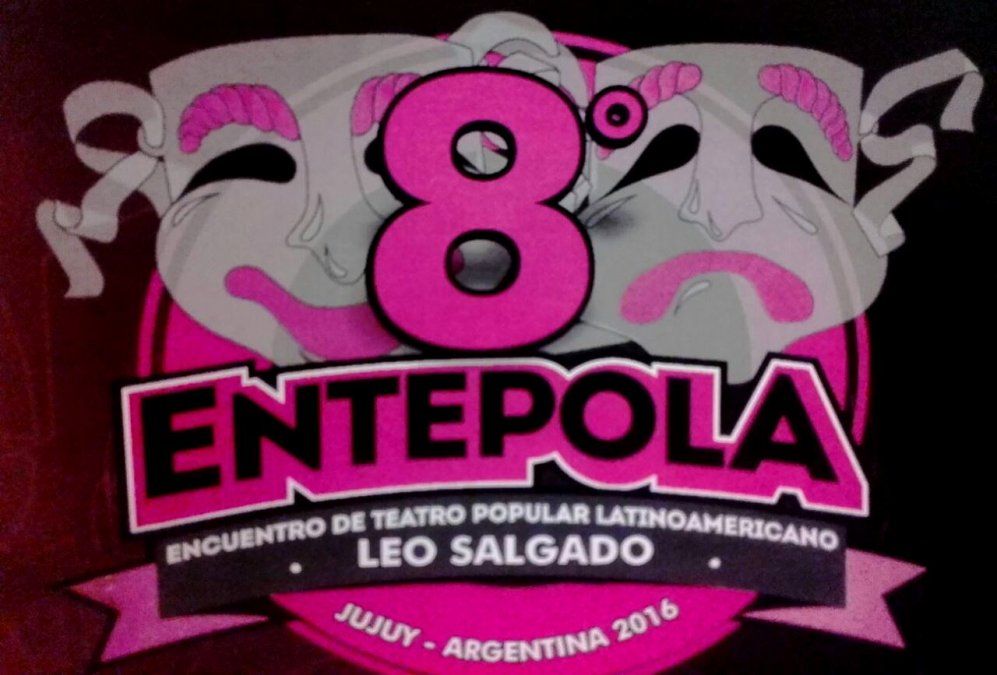 8°
ENTEPOLA
ENCUENTRO DE TEATRO POPULAR LATINOAMERICANO
LEO SALGADO
JUJUY - ARGENTINA 2016